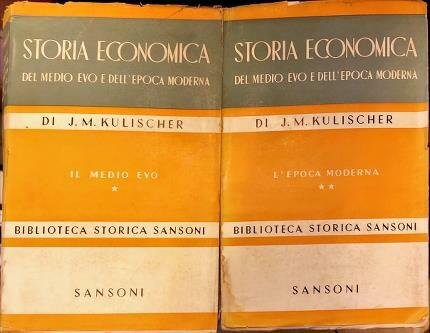 STORIA ECONOMICA
DEL MEDIO EVO E DELL'EPOCA MODERNA
DI J. M. KULISCHER
IL MEDIO EVO
*
BIBLIOTECA STORICA SANSONI
SANSONI
STORIA ECONOMICA
DEL MEDIO EVO E DELL'EPOCA MODERNA
DI J. M. KULISCHER
L'EPOCA MODERNA
* *
BIBLIOTECA STORICA SANSONI
SANSONI